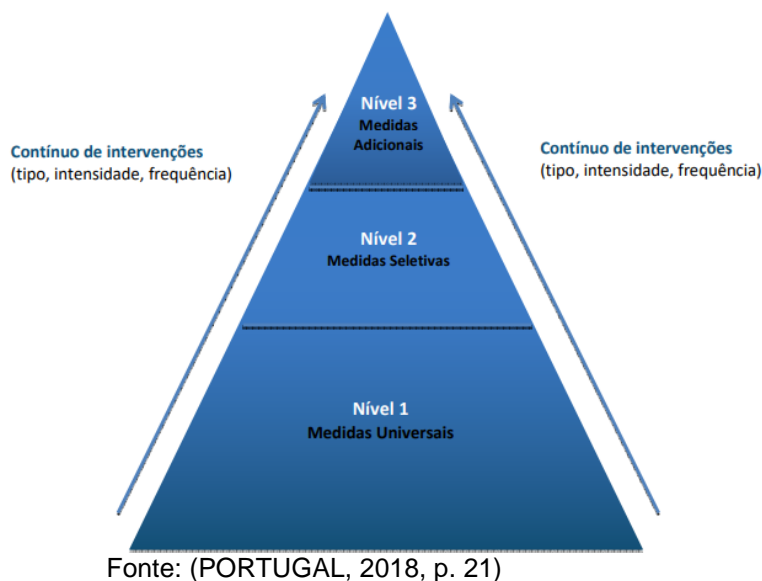 Nível 3
Medidas
Adicionais
Contínuo de intervenções
(tipo, intensidade, frequência)
Contínuo de intervenções
(tipo, intensidade, frequência)
Nível 2
Medidas Seletivas
Nível 1
Medidas Universais
Fonte: (PORTUGAL, 2018, p. 21)